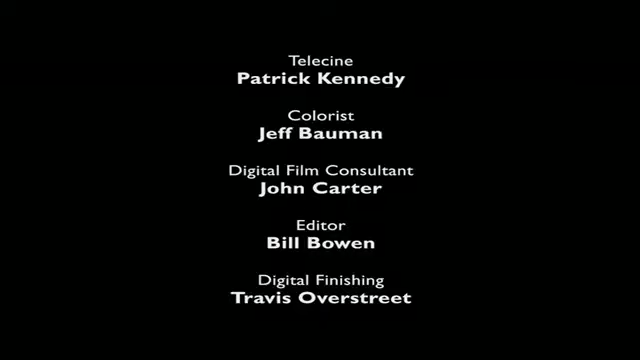 Telecine
Patrick Kennedy
Colorist
Jeff Bauman
Digital Film Consultant
John Carter
Editor
Bill Bowen
Digital Finishing
Travis Overstreet